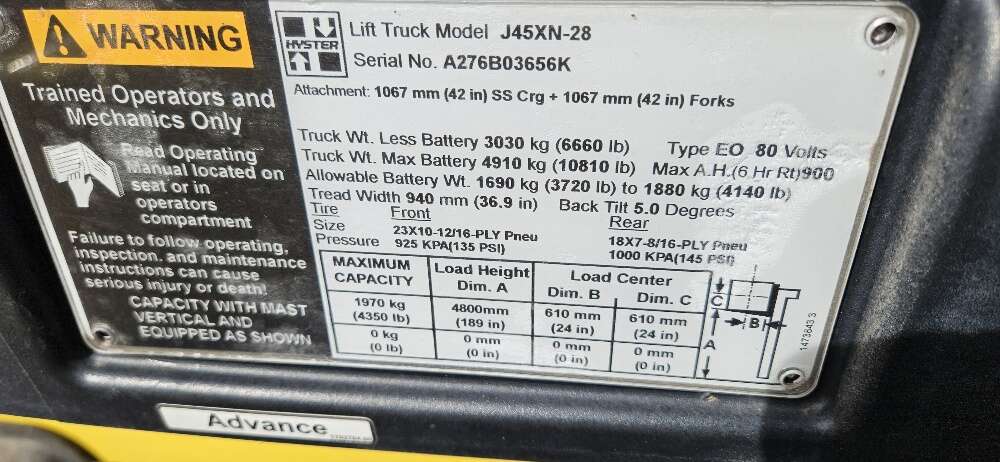 WARNING
Trained Operators and
Mechanics Only
Read Operating
Manual located on
seat or in
operators
compartment
Failure to follow operating,
inspection, and maintenance
instructions can cause
serious injury or death!
CAPACITY WITH MAST
VERTICAL AND
EQUIPPED AS SHOWN
HYSTER
Lift Truck Model J45XN-28
Serial No. A276B03656K
Attachment: 1067 mm (42 in) SS Crg + 1067 mm (42 in) Forks
Truck Wt. Less Battery 3030 kg (6660 lb) Type EO 80 Volts
Truck Wt. Max Battery 4910 kg (10810 lb) Max A.H.(6 Hr Rt)900
Allowable Battery Wt. 1690 kg (3720 lb) to 1880 kg (4140 lb)
Tread Width 940 mm (36.9 in) Back Tilt 5.0 Degrees
Tire Front Rear
Size 23X10-12/16-PLY Pneu 18X7-8/16-PLY Pneu
Pressure 925 KPA(135 PSI) 1000 KPA(145 PSI)
MAXIMUM CAPACITY Load Height Dim. A Load Center Dim. B Dim. C
1970 kg 4800mm 610 mm 610 mm
(4350 lb) (189 in) (24 in) (24 in)
0 kg 0 mm 0 mm 0 mm
(0 lb) (0 in) (0 in) (0 in)
C
B
A
1473643 3
Advance